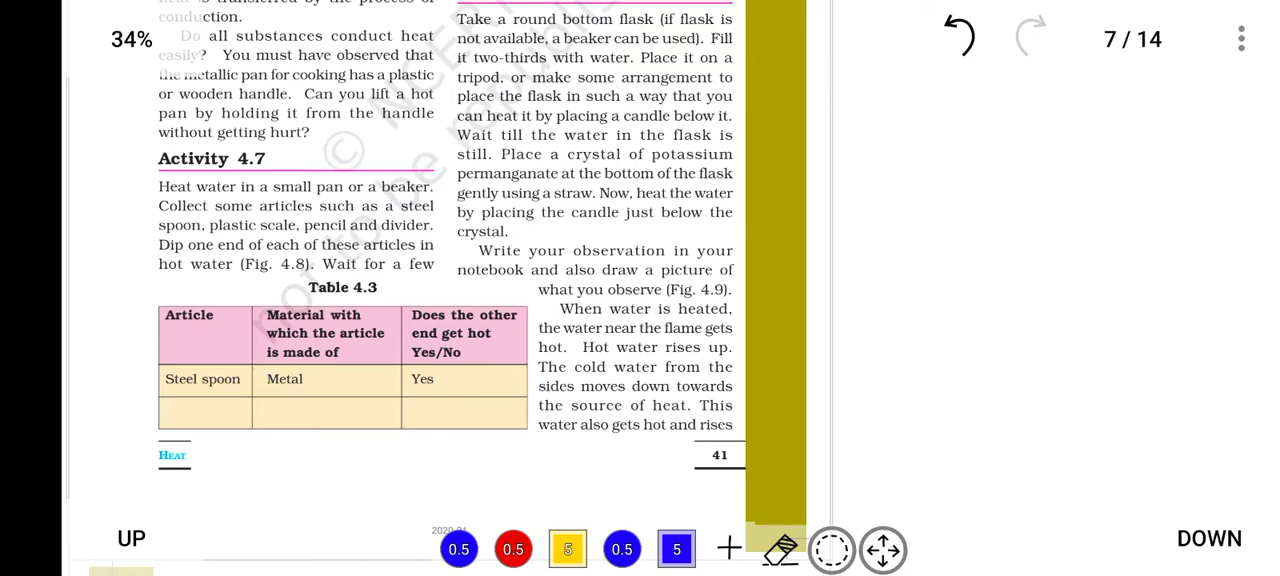 34%
7 / 14
heat is transferred by the process of
conduction.
Do all substances conduct heat
easily? You must have observed that
the metallic pan for cooking has a plastic
or wooden handle. Can you lift a hot
pan by holding it from the handle
without getting hurt?
Activity 4.7
Heat water in a small pan or a beaker.
Collect some articles such as a steel
spoon, plastic scale, pencil and divider.
Dip one end of each of these articles in
hot water (Fig. 4.8). Wait for a few
Take a round bottom flask (if flask is
not available, a beaker can be used). Fill
it two-thirds with water. Place it on a
tripod, or make some arrangement to
place the flask in such a way that you
can heat it by placing a candle below it.
Wait till the water in the flask is
still. Place a crystal of potassium
permanganate at the bottom of the flask
gently using a straw. Now, heat the water
by placing the candle just below the
crystal.
Write your observation in your
notebook and also draw a picture of
what you observe (Fig. 4.9).
When water is heated,
the water near the flame gets
hot. Hot water rises up.
The cold water from the
sides moves down towards
the source of heat. This
water also gets hot and rises
Table 4.3
Article
Material with
which the article
is made of
Does the other
end get hot
Yes/No
Steel spoon
Metal
Yes
HEAT
41
© NCERT
not to be republis
UP
0.5
0.5
5
0.5
5
DOWN